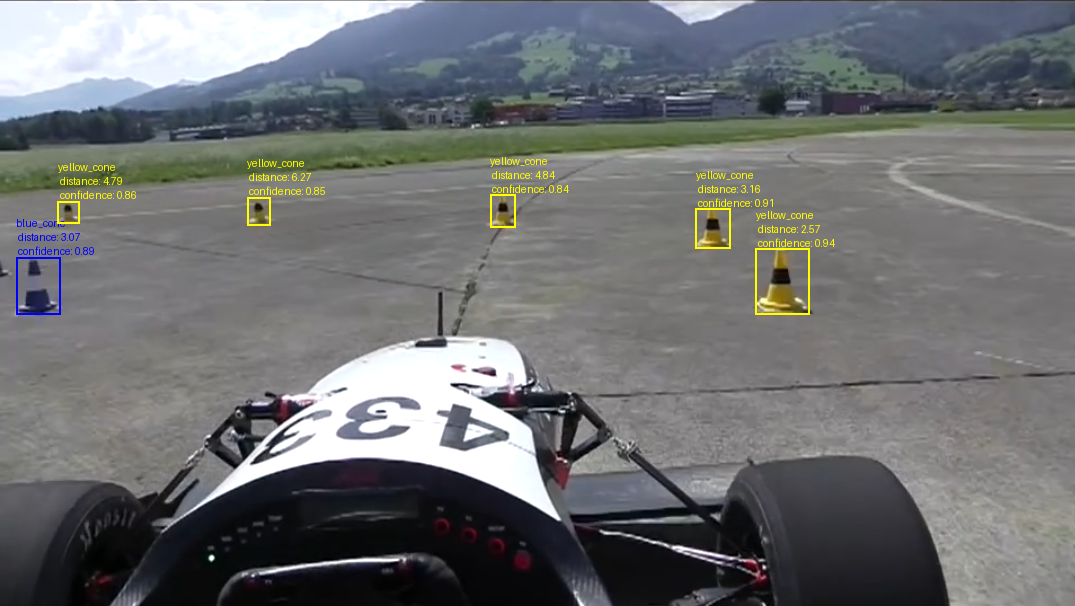 yellow_cone
distance: 4.79
confidence: 0.86
yellow_cone
distance: 6.27
confidence: 0.85
yellow_cone
distance: 4.84
confidence: 0.84
yellow_cone
distance: 3.16
confidence: 0.91
yellow_cone
distance: 2.57
confidence: 0.94
blue_cone
distance: 3.07
confidence: 0.89
433